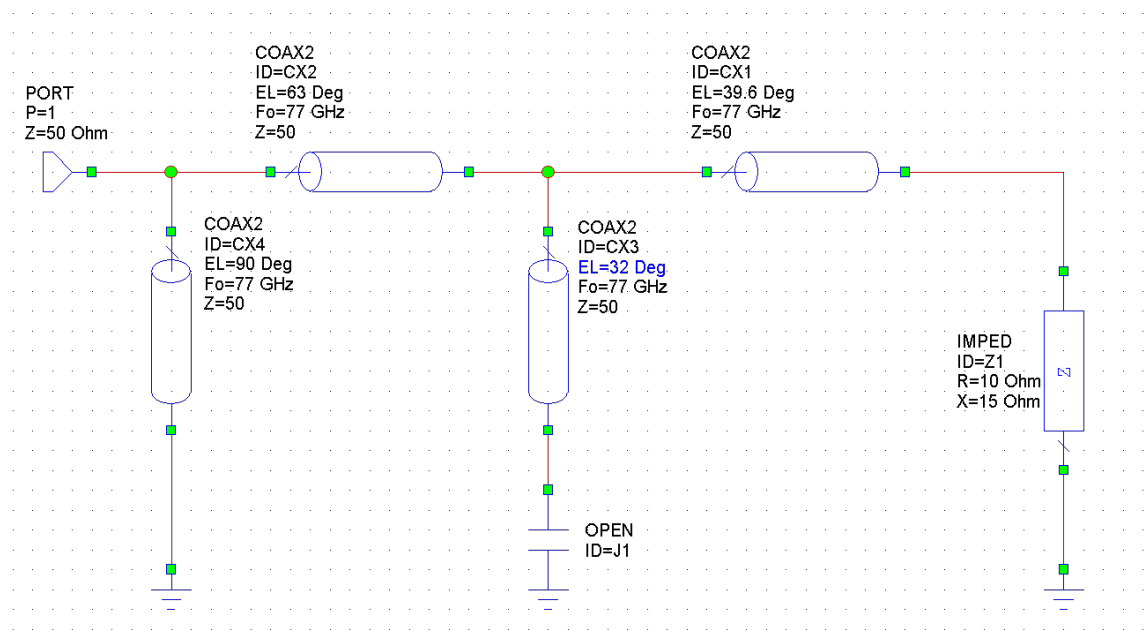 COAX2
ID=CX2
EL=63 Deg
Fo=77 GHz
Z=50
COAX2
ID=CX1
EL=39.6 Deg
Fo=77 GHz
Z=50
PORT
P=1
Z=50 Ohm
COAX2
ID=CX4
EL=90 Deg
Fo=77 GHz
Z=50
COAX2
ID=CX3
EL=32 Deg
Fo=77 GHz
Z=50
IMPED
ID=Z1
R=10 Ohm
X=15 Ohm
Z
OPEN
ID=J1